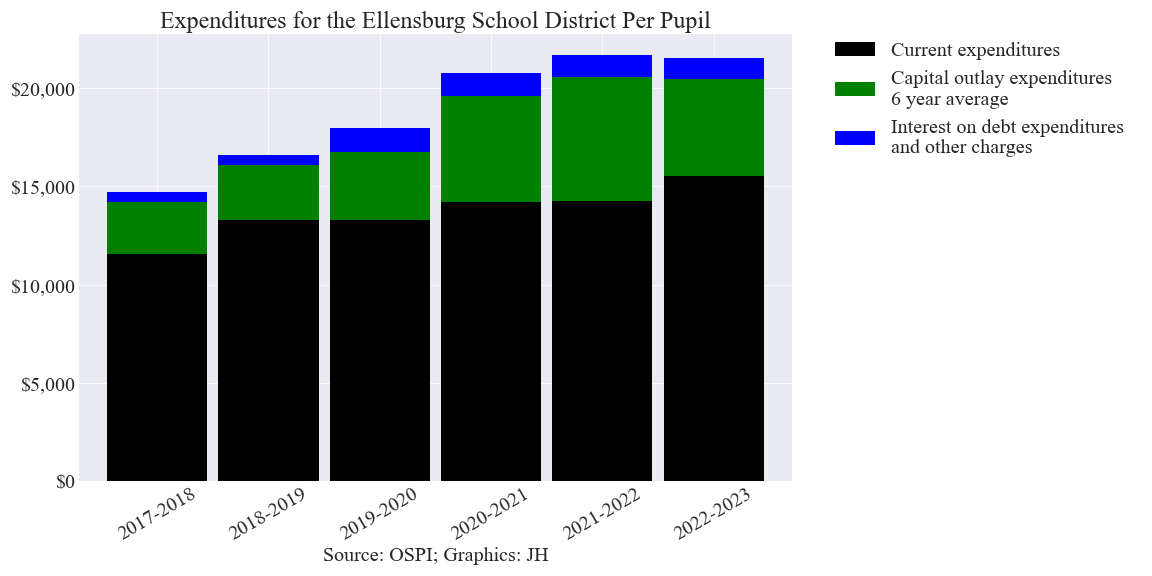 Expenditures for the Ellensburg School District Per Pupil
Current expenditures
Capital outlay expenditures
6 year average
Interest on debt expenditures
and other charges
$20,000
$15,000
$10,000
$5,000
$0
2017-2018
2018-2019
2019-2020
2020-2021
2021-2022
2022-2023
Source: OSPI; Graphics: JH